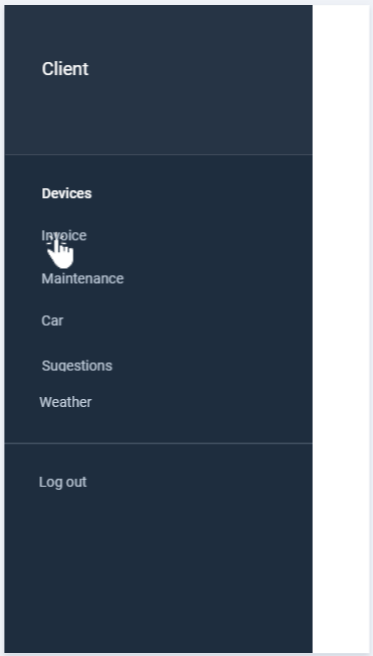 Client
Devices
Invoice
Maintenance
Car
Sugestions
Weather
Log out